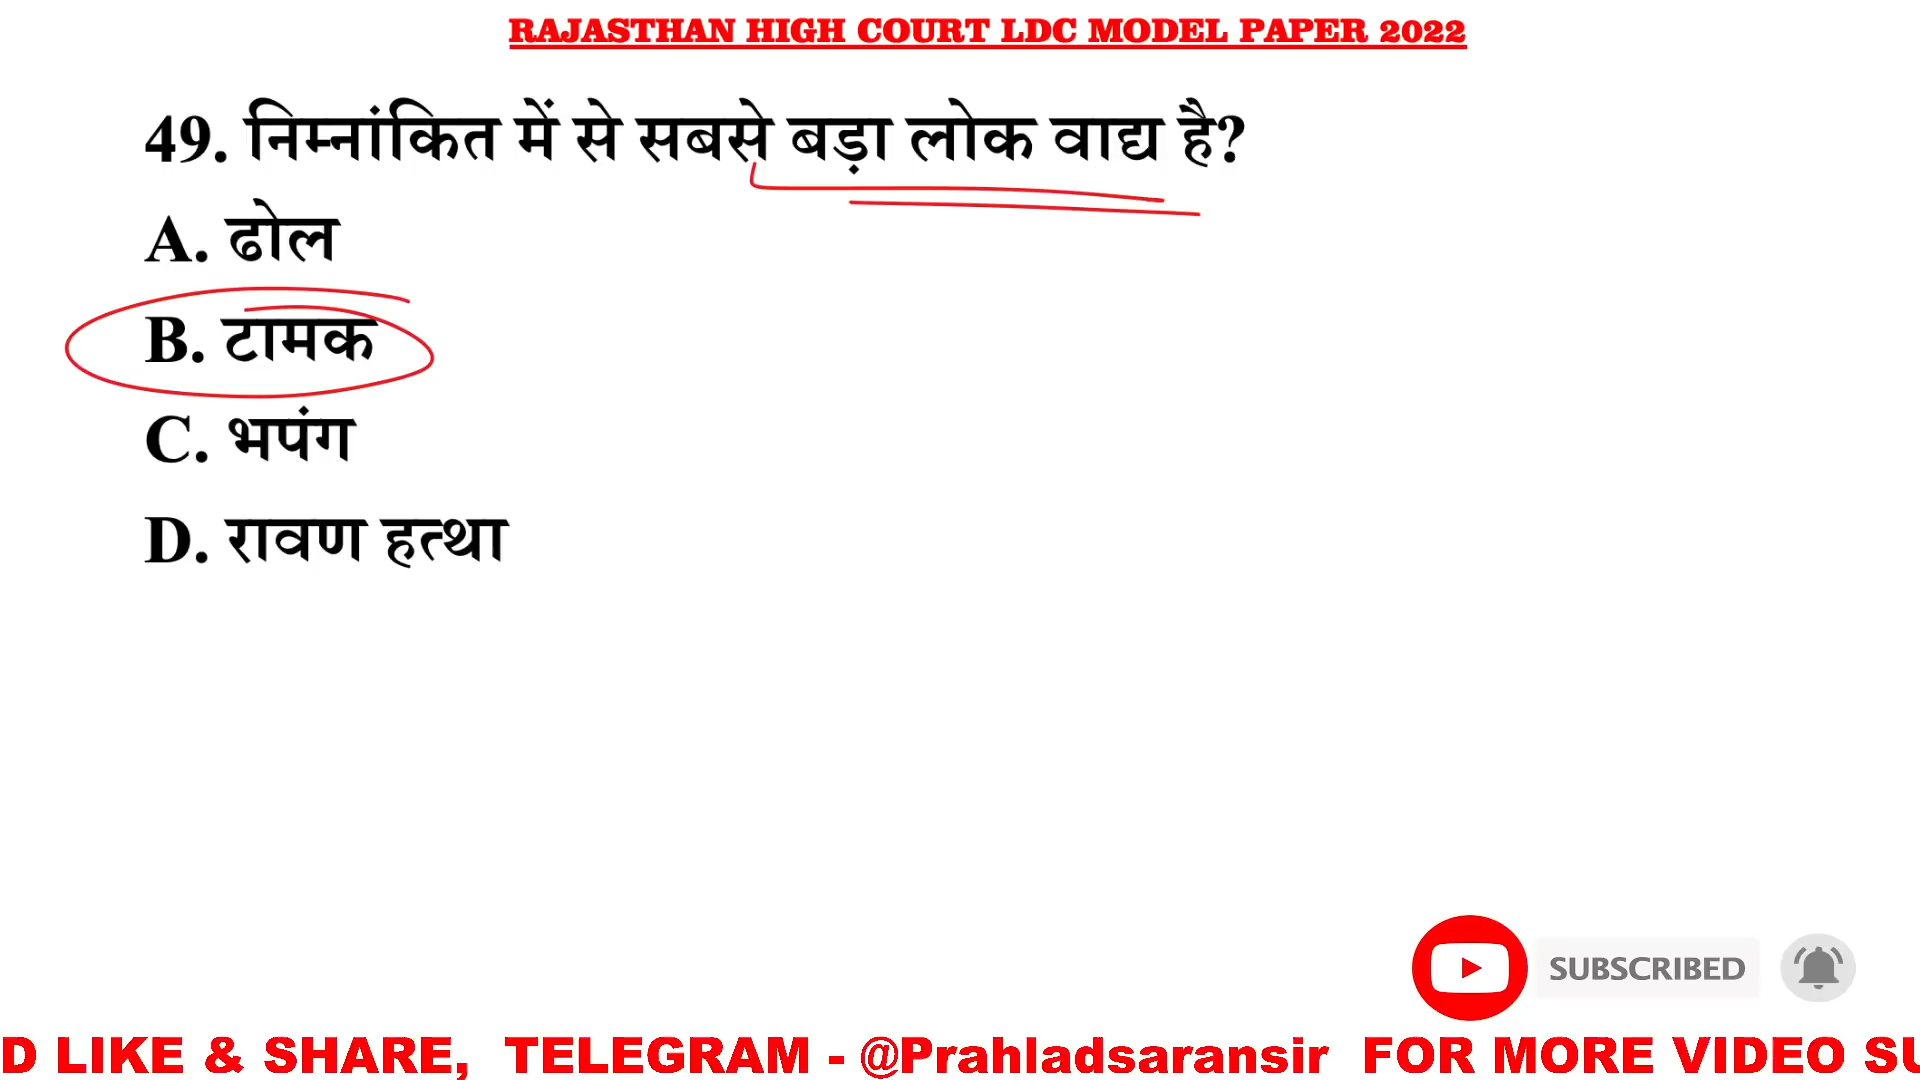 RAJASTHAN HIGH COURT LDC MODEL PAPER 2022
49. निम्नांकित में से सबसे बड़ा लोक वाद्य है?
A. ढोल
B. टामक
C. भपंग
D. रावण हत्था
SUBSCRIBED
D LIKE & SHARE, TELEGRAM - @Prahladsaransir FOR MORE VIDEO SU